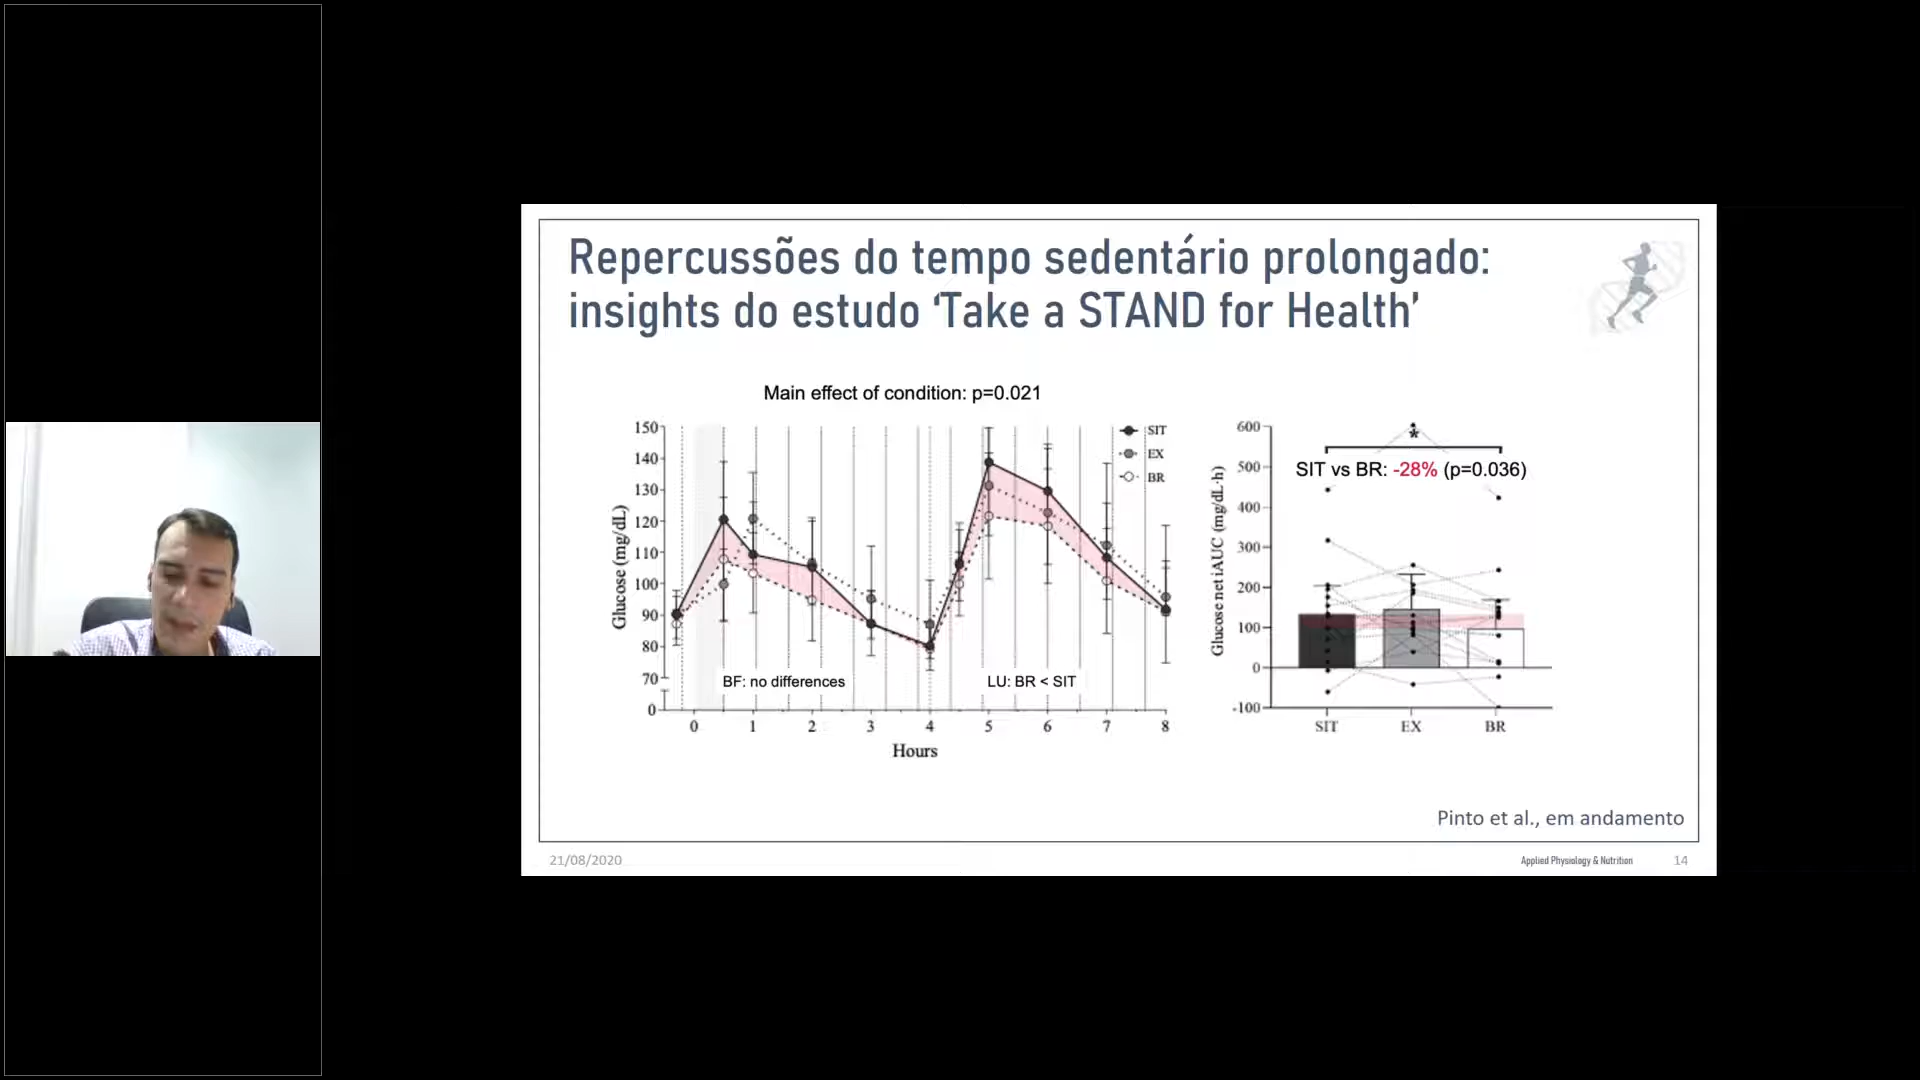 Repercussões do tempo sedentário prolongado:
insights do estudo ‘Take a STAND for Health’
Main effect of condition: p=0.021
Glucose (mg/dL)
150
140
130
120
110
100
90
80
70
0
SIT
EX
BR
BF: no differences
LU: BR < SIT
0 1 2 3 4 5 6 7 8
Hours
Glucose net iAUC (mg/dL·h)
600
500
400
300
200
100
0
-100
*
SIT vs BR: -28% (p=0.036)
SIT EX BR
Pinto et al., em andamento
21/08/2020
Applied Physiology & Nutrition
14